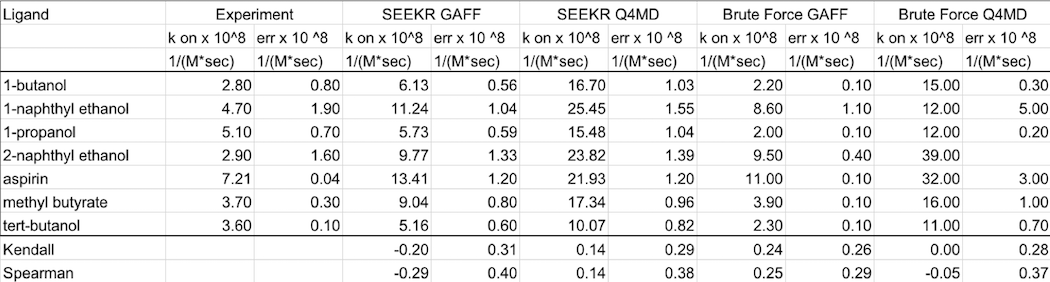 Ligand Experiment SEEKR GAFF SEEKR Q4MD Brute Force GAFF Brute Force Q4MD
k on x 10^8 err x 10 ^8 k on x 10^8 err x 10 ^8 k on x 10^8 err x 10 ^8 k on x 10^8 err x 10 ^8 k on x 10^8 err x 10 ^8
1/(M*sec) 1/(M*sec) 1/(M*sec) 1/(M*sec) 1/(M*sec) 1/(M*sec) 1/(M*sec) 1/(M*sec) 1/(M*sec) 1/(M*sec)
1-butanol 2.80 0.80 6.13 0.56 16.70 1.03 2.20 0.10 15.00 0.30
1-naphthyl ethanol 4.70 1.90 11.24 1.04 25.45 1.55 8.60 1.10 12.00 5.00
1-propanol 5.10 0.70 5.73 0.59 15.48 1.04 2.00 0.10 12.00 0.20
2-naphthyl ethanol 2.90 1.60 9.77 1.33 23.82 1.39 9.50 0.40 39.00
aspirin 7.21 0.04 13.41 1.20 21.93 1.20 11.00 0.10 32.00 3.00
methyl butyrate 3.70 0.30 9.04 0.80 17.34 0.96 3.90 0.10 16.00 1.00
tert-butanol 3.60 0.10 5.16 0.60 10.07 0.82 2.30 0.10 11.00 0.70
Kendall -0.20 0.31 0.14 0.29 0.24 0.26 0.00 0.28
Spearman -0.29 0.40 0.14 0.38 0.25 0.29 -0.05 0.37